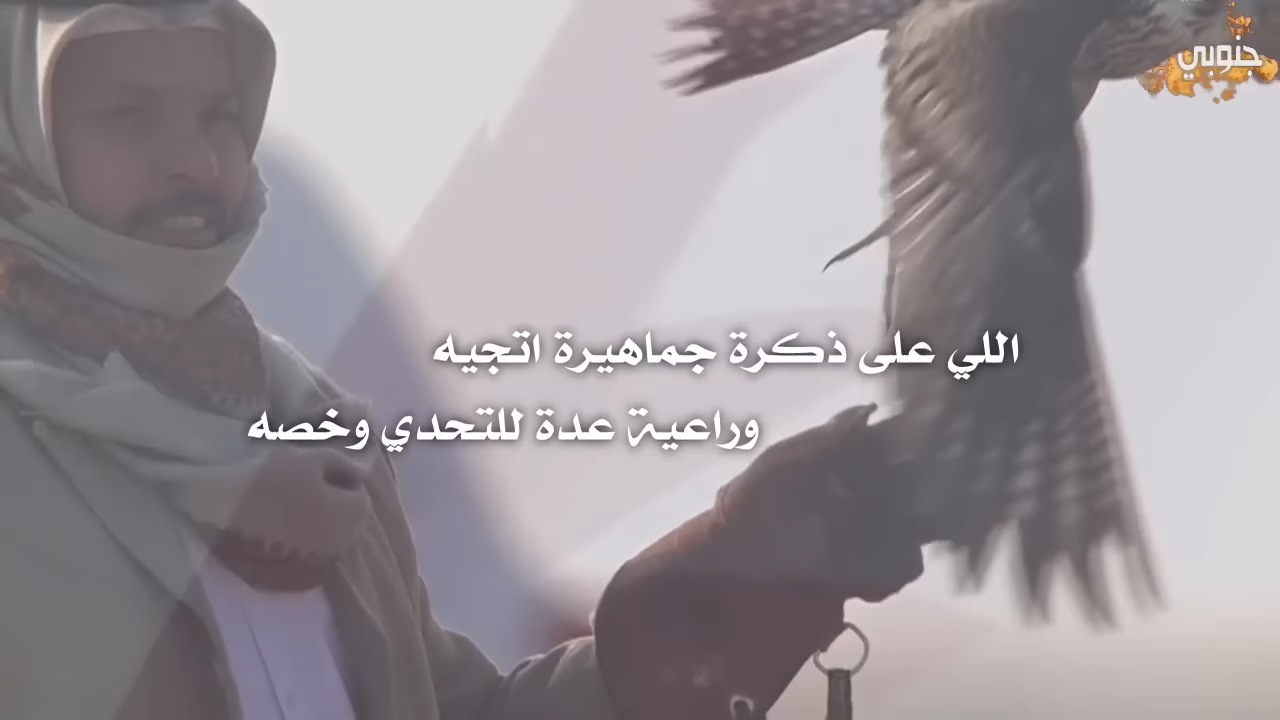 جنوبي
اللي على ذكرة جماهيرة اتجيه
وراعية عدة للتحدي وخصه